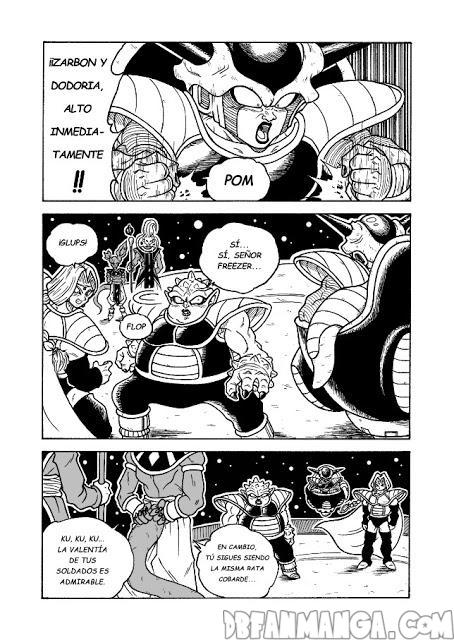 ¡¡ZARBON Y
DODORIA,
ALTO
INMEDIA-
TAMENTE
!!
POM
¡GLUPS!
SÍ...
SÍ, SEÑOR
FREEZER...
FLOP
KU, KU, KU...
LA VALENTÍA
DE TUS
SOLDADOS ES
ADMIRABLE.
EN CAMBIO,
TÚ SIGUES SIENDO
LA MISMA RATA
COBARDE...
DBFANMANGA.COM